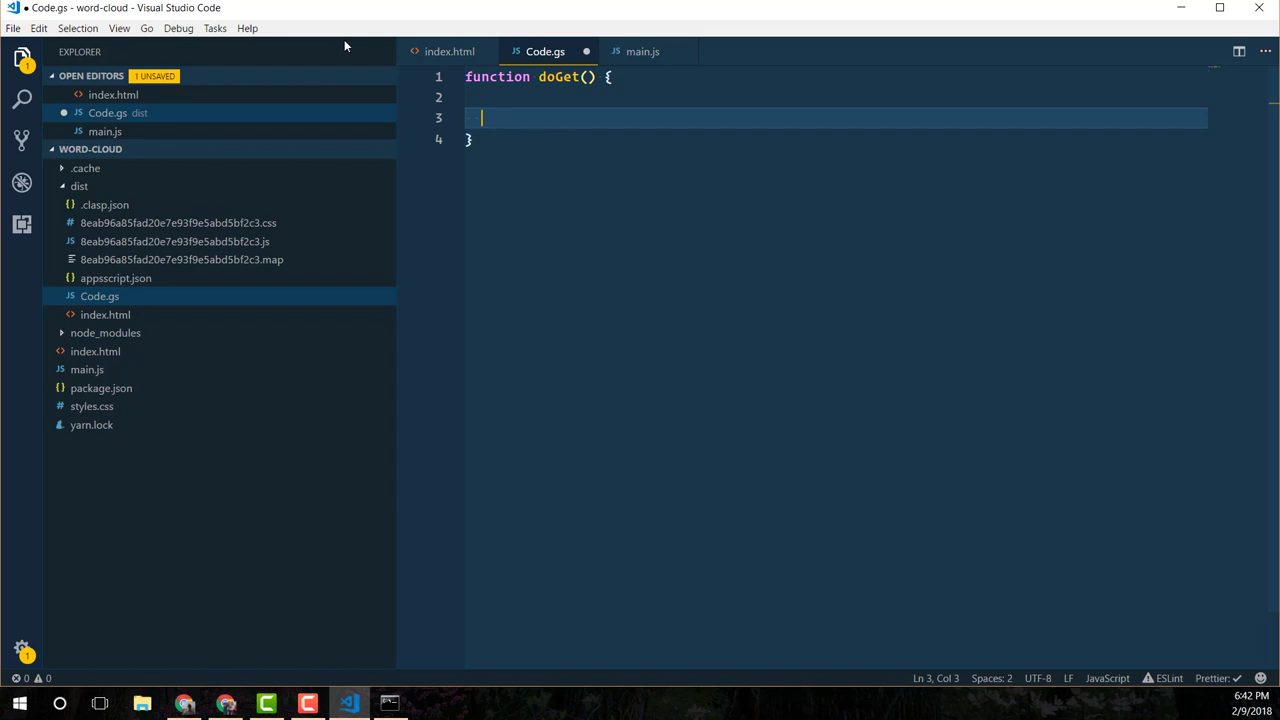 ● Code.gs - word-cloud - Visual Studio Code
File Edit Selection View Go Debug Tasks Help
EXPLORER
OPEN EDITORS 1 UNSAVED
index.html
Code.gs dist
main.js
WORD-CLOUD
.cache
dist
.clasp.json
8eab96a85fad20e7e93f9e5abd5bf2c3.css
8eab96a85fad20e7e93f9e5abd5bf2c3.js
8eab96a85fad20e7e93f9e5abd5bf2c3.map
appsscript.json
Code.gs
index.html
node_modules
index.html
main.js
package.json
styles.css
yarn.lock
1
1
index.html Code.gs ● main.js
1 function doGet() {
2
3
4 }
0 0
Ln 3, Col 3 Spaces: 2 UTF-8 LF JavaScript ESLint Prettier: ✓
6:42 PM
2/9/2018